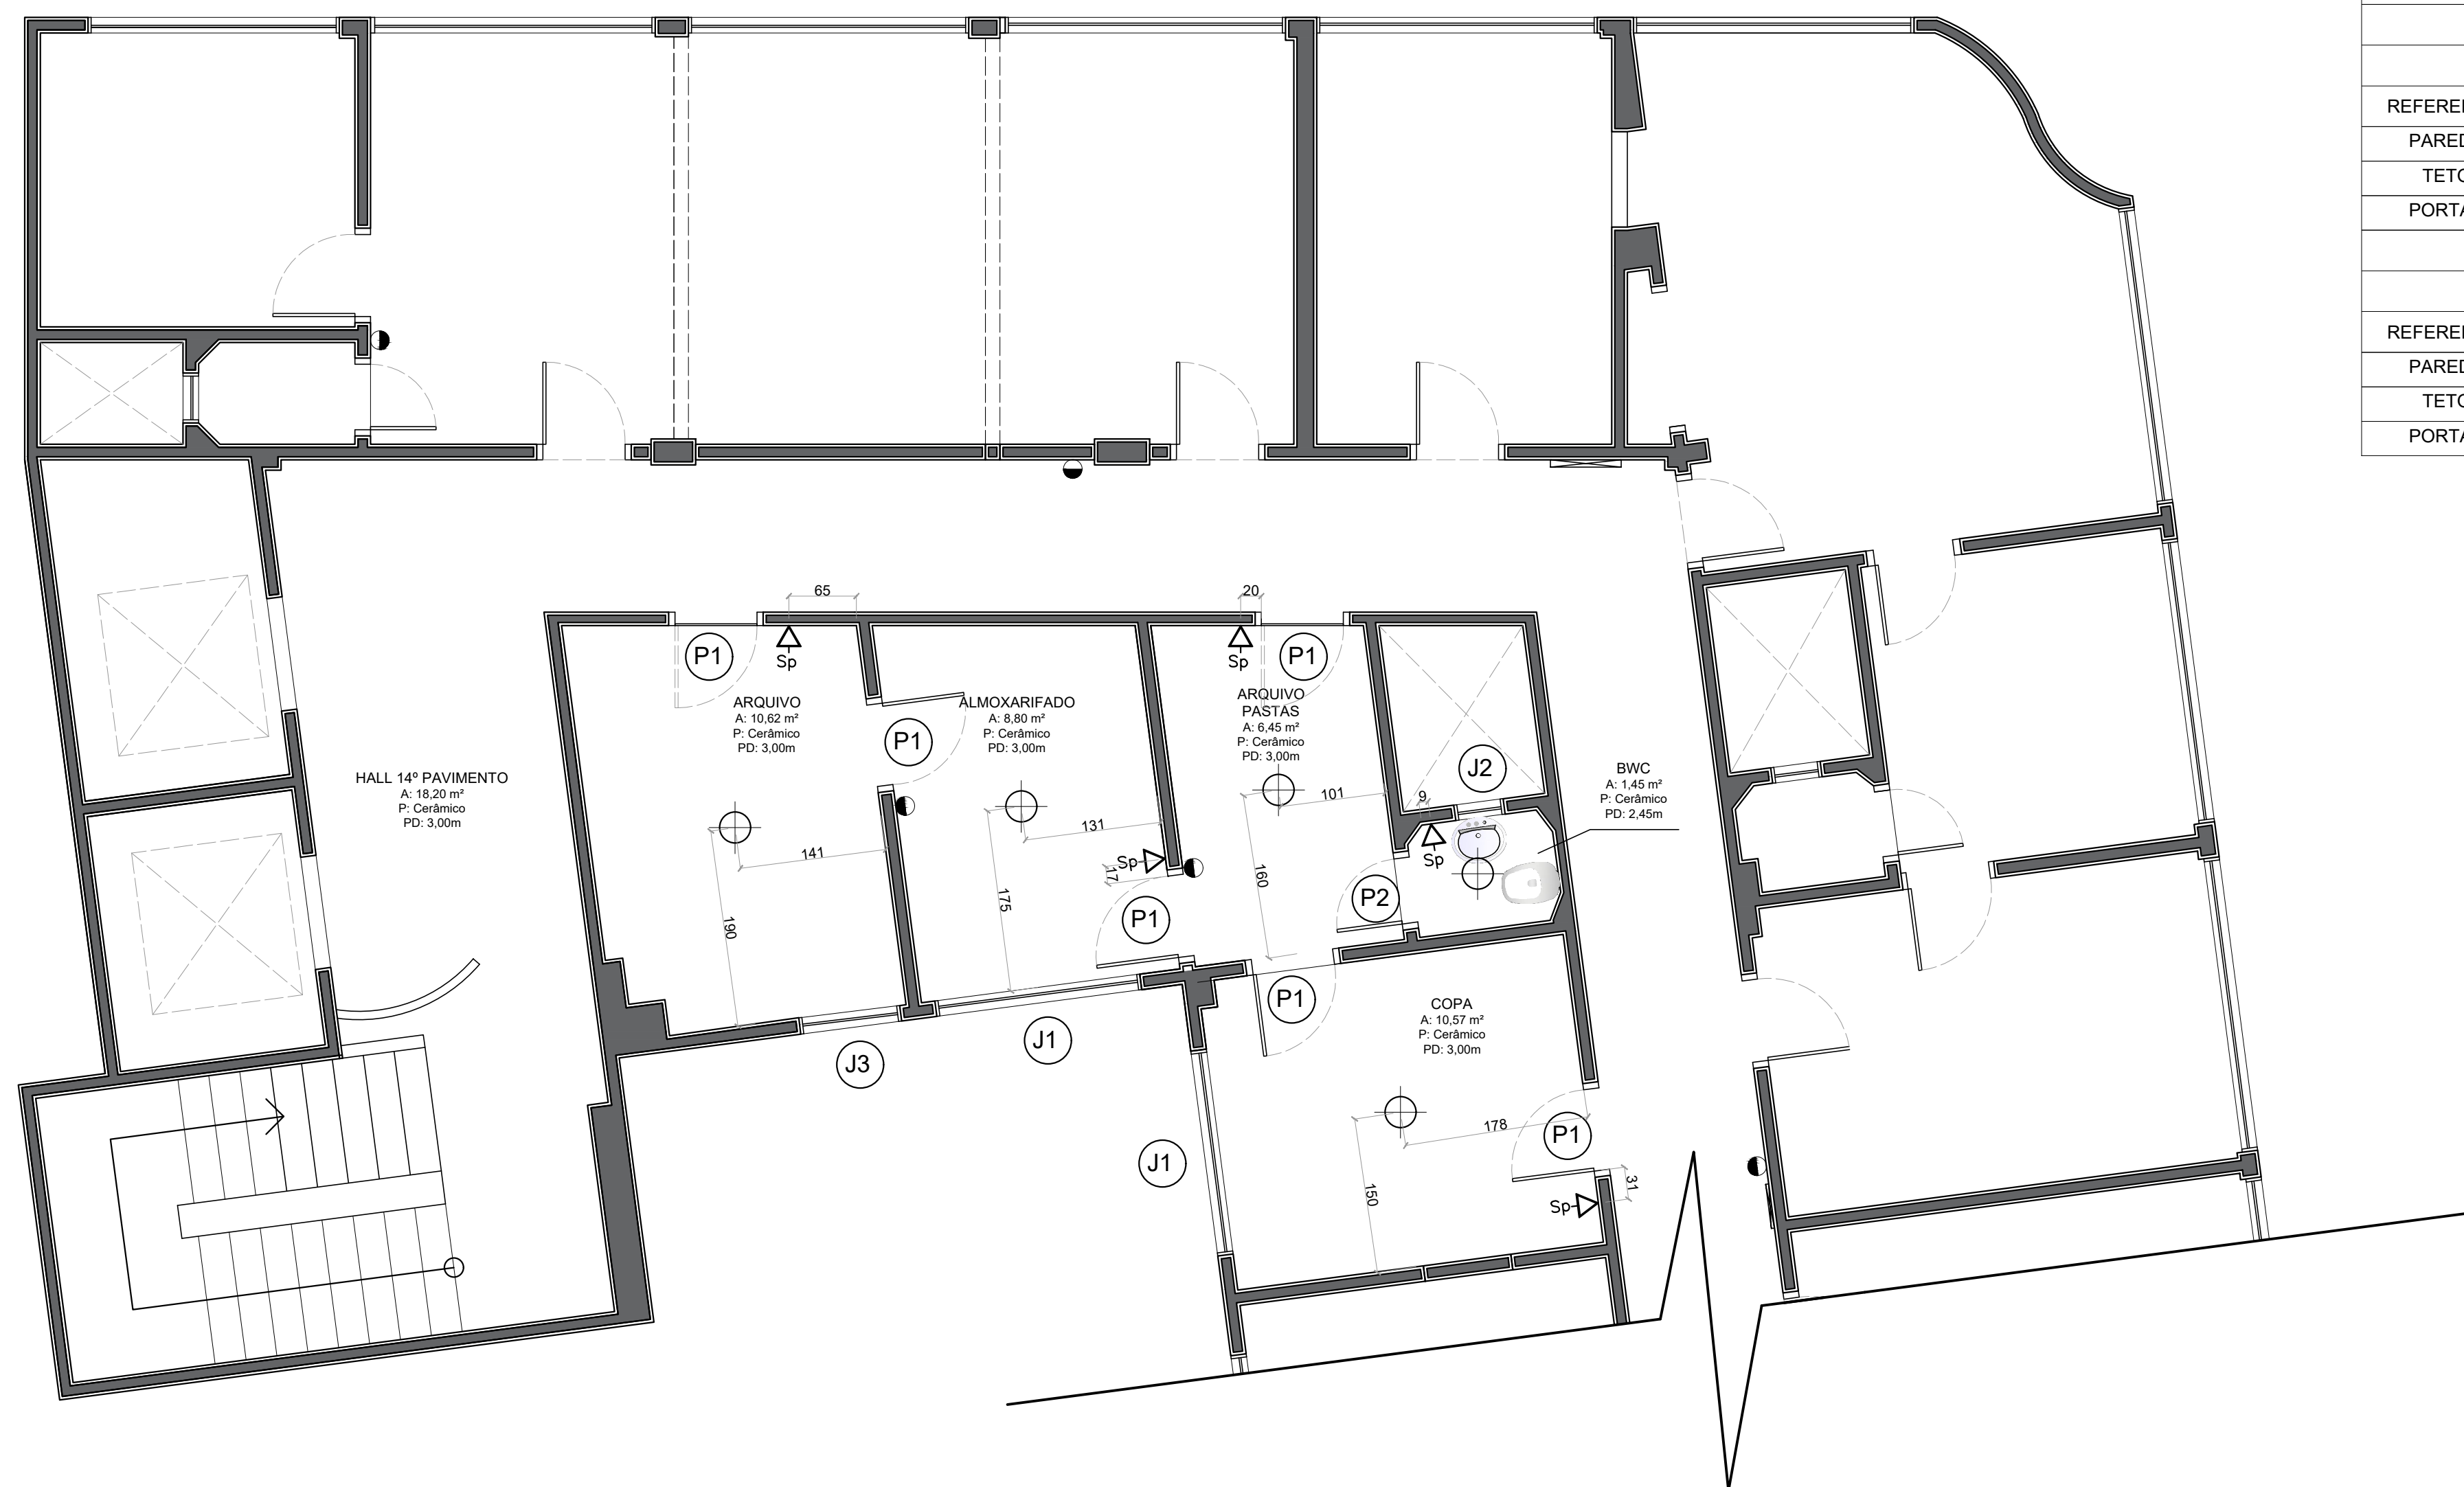 REFERE
PARED
TETO
PORTA
REFERE
PARED
TETO
PORTA
65
20
P1
Sp
Sp
P1
ARQUIVO
A: 10,62 m²
P: Cerâmico
PD: 3,00m
P1
ALMOXARIFADO
A: 8,80 m²
P: Cerâmico
PD: 3,00m
ARQUIVO
PASTAS
A: 6,45 m²
P: Cerâmico
PD: 3,00m
J2
BWC
A: 1,45 m²
P: Cerâmico
PD: 2,45m
HALL 14º PAVIMENTO
A: 18,20 m²
P: Cerâmico
PD: 3,00m
101
9
131
141
Sp
Sp
17
160
175
190
P2
P1
P1
COPA
A: 10,57 m²
P: Cerâmico
PD: 3,00m
J3
J1
178
P1
J1
150
31
Sp